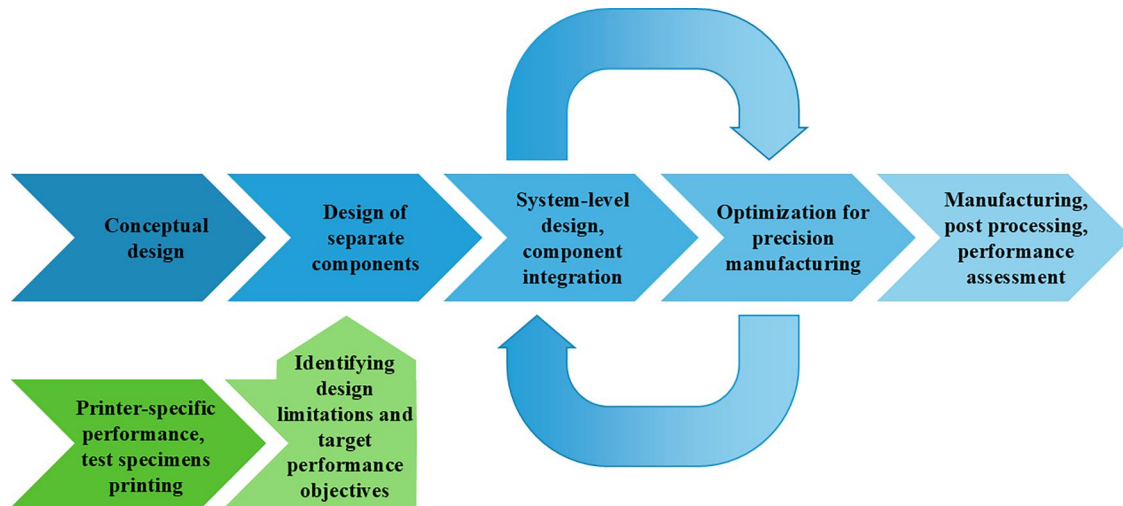 Conceptual
design
Design of
separate
components
System-level
design,
component
integration
Optimization for
precision
manufacturing
Manufacturing,
post processing,
performance
assessment
Printer-specific
performance,
test specimens
printing
Identifying
design
limitations and
target
performance
objectives